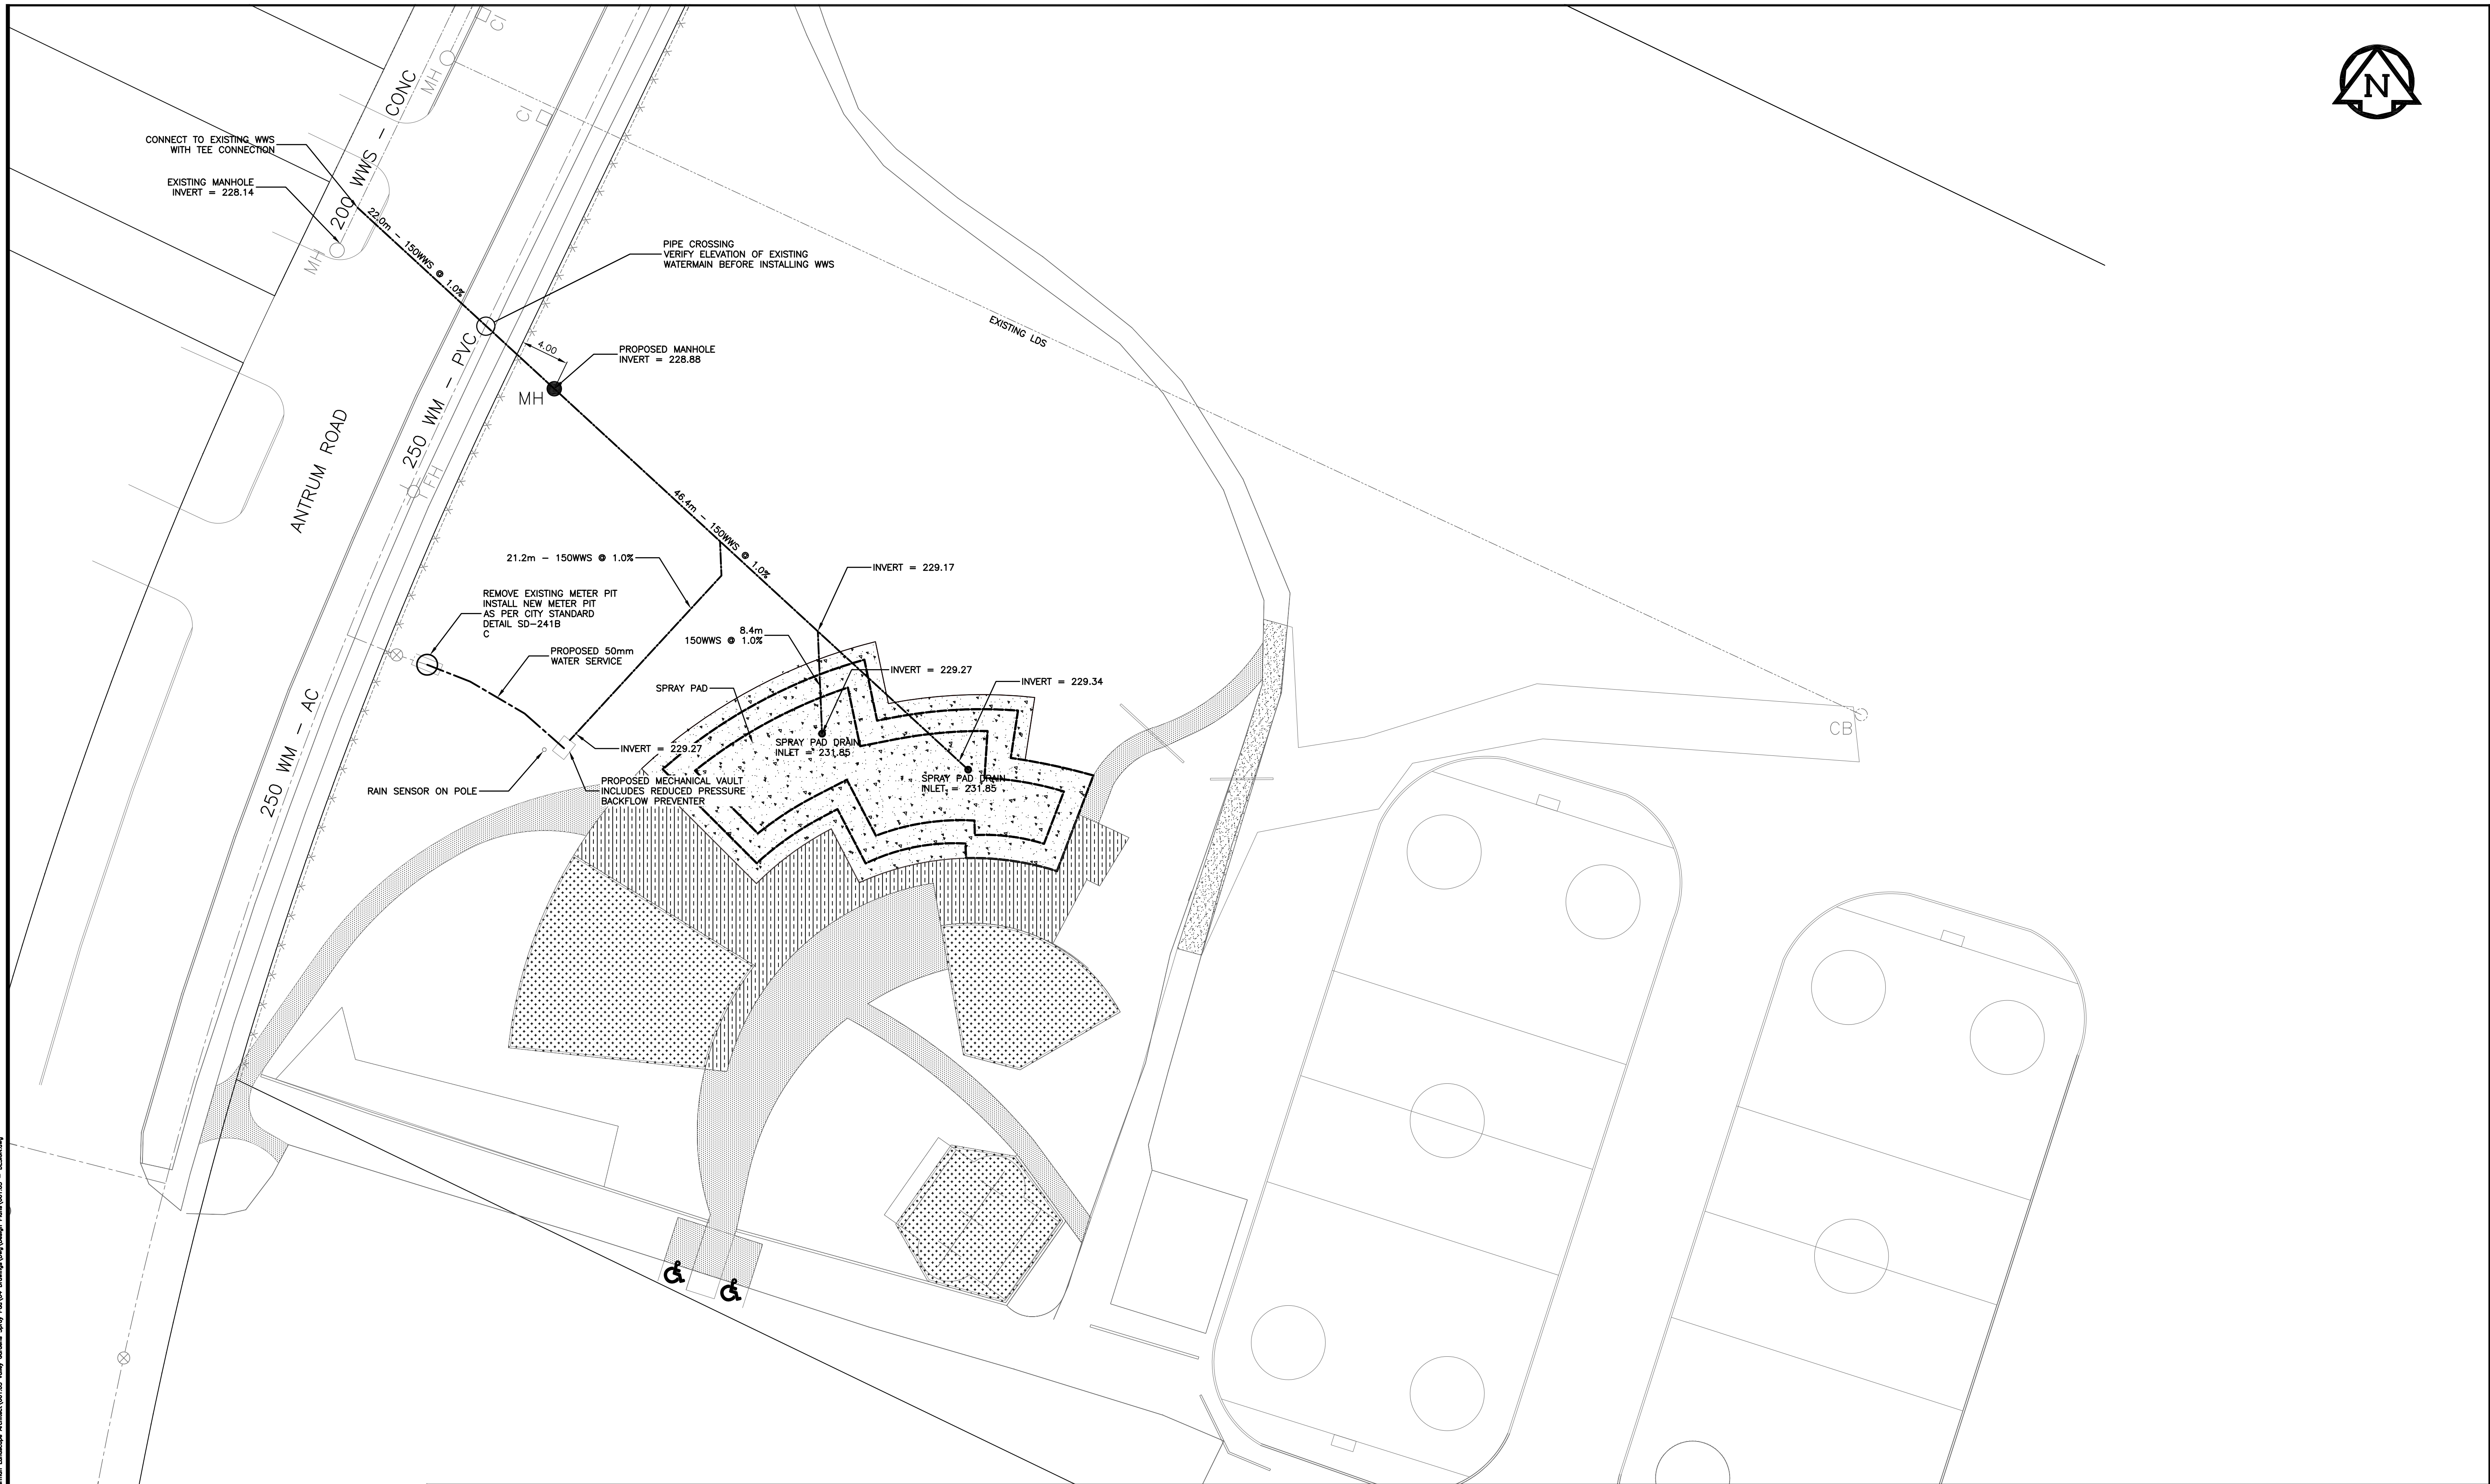 CI
MH
N
200 WWS - CONC
CI
CONNECT TO EXISTING WWS
WITH TEE CONNECTION
EXISTING MANHOLE
INVERT = 228.14
MH
22.0m - 150WWS @ 1.0%
PIPE CROSSING
VERIFY ELEVATION OF EXISTING
WATERMAIN BEFORE INSTALLING WWS
EXISTING LDS
4.00
PROPOSED MANHOLE
INVERT = 228.88
MH
250 WM - PVC
ANTRUM ROAD
FH
46.4m - 150WWS @ 1.0%
21.2m - 150WWS @ 1.0%
INVERT = 229.17
REMOVE EXISTING METER PIT
INSTALL NEW METER PIT
AS PER CITY STANDARD
DETAIL SD-241B
C
8.4m
150WWS @ 1.0%
PROPOSED 50mm
WATER SERVICE
INVERT = 229.27
INVERT = 229.34
SPRAY PAD
250 WM - AC
CB
INVERT = 229.27
SPRAY PAD DRAIN
INLET = 231.85
SPRAY PAD DRAIN
INLET = 231.85
RAIN SENSOR ON POLE
PROPOSED MECHANICAL VAULT
INCLUDES REDUCED PRESSURE
BACKFLOW PREVENTER